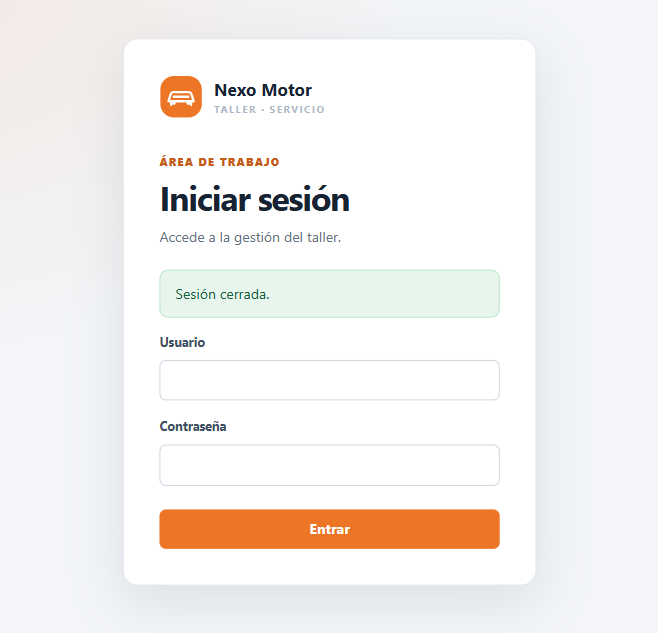 Nexo Motor
TALLER · SERVICIO
ÁREA DE TRABAJO
Iniciar sesión
Accede a la gestión del taller.
Sesión cerrada.
Usuario
Contraseña
Entrar